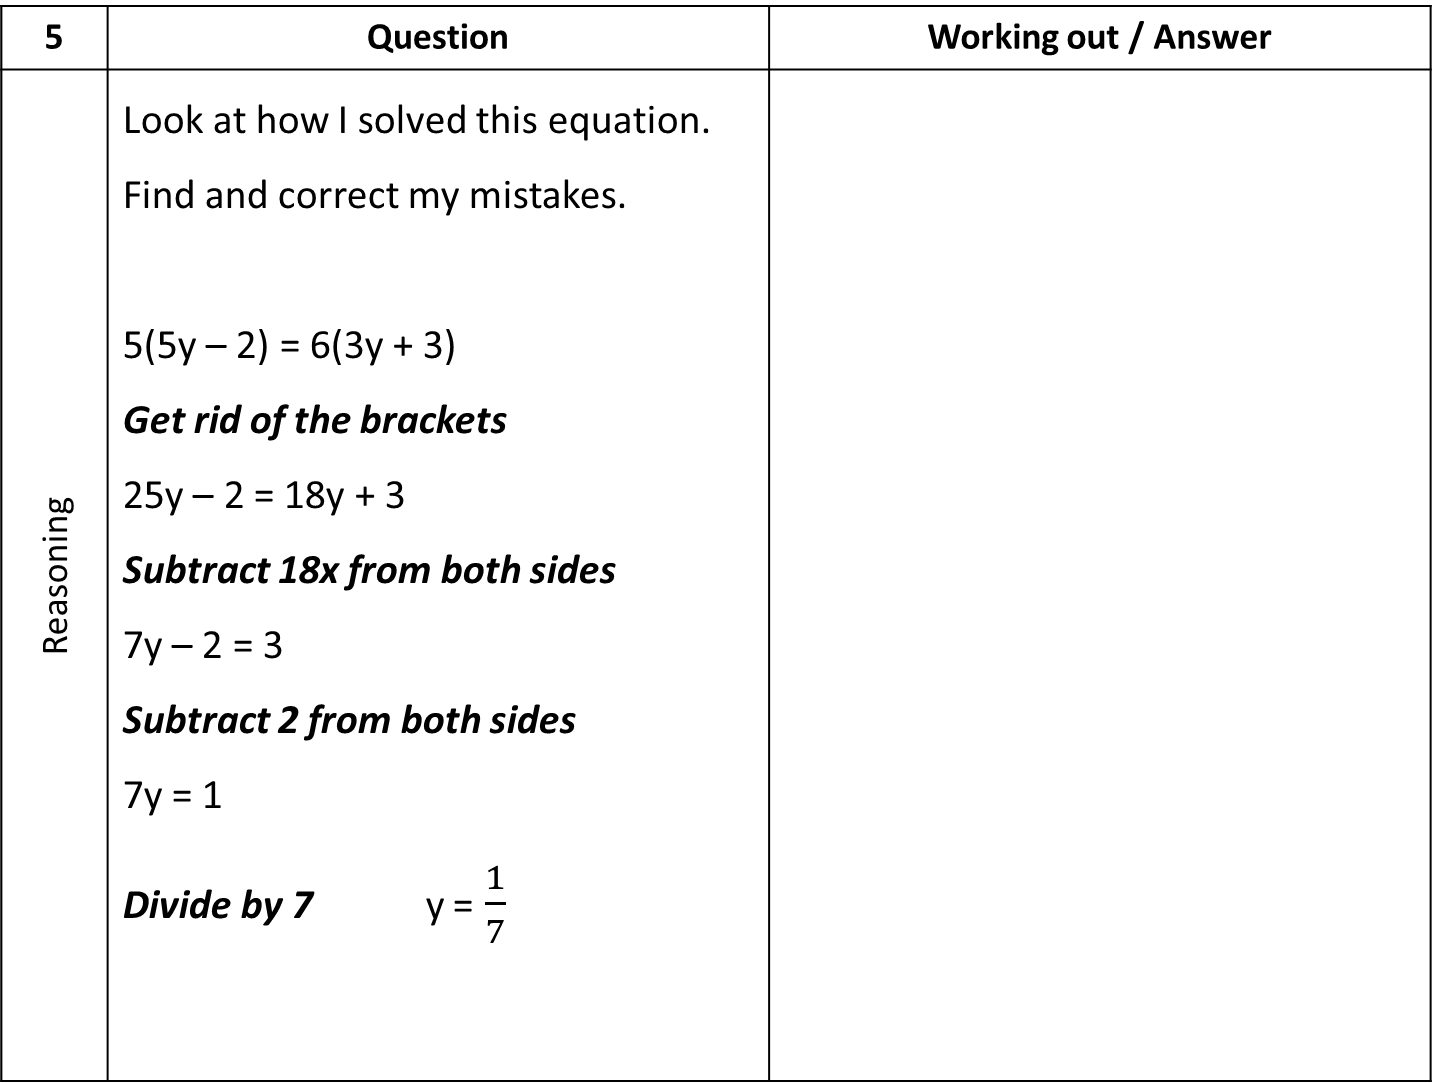 5 Question Working out / Answer
Reasoning
Look at how I solved this equation.
Find and correct my mistakes.
5(5y – 2) = 6(3y + 3)
Get rid of the brackets
25y – 2 = 18y + 3
Subtract 18x from both sides
7y – 2 = 3
Subtract 2 from both sides
7y = 1
Divide by 7 y = 1/7